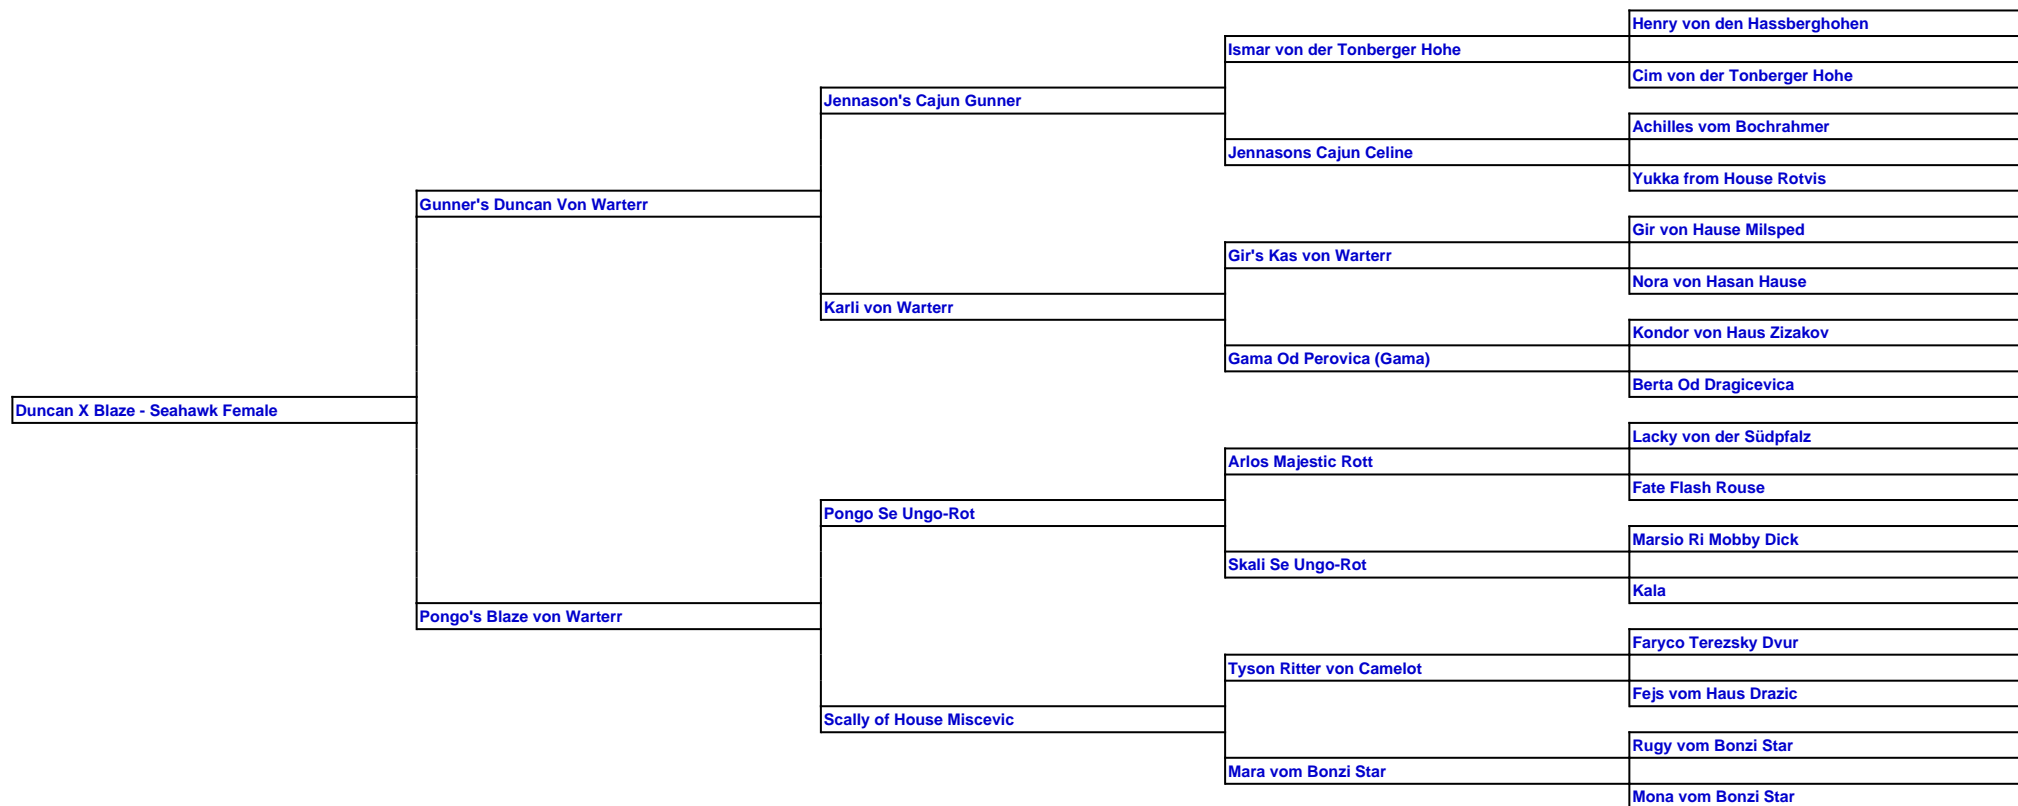 Henry von den Hassberghohen
Ismar von der Tonberger Hohe
Cim von der Tonberger Hohe
Jennason's Cajun Gunner
Achilles vom Bochrahmer
Jennasons Cajun Celine
Yukka from House Rotvis
Gunner's Duncan Von Warterr
Gir von Hause Milsped
Gir's Kas von Warterr
Nora von Hasan Hause
Karli von Warterr
Kondor von Haus Zizakov
Gama Od Perovica (Gama)
Berta Od Dragicevica
Duncan X Blaze - Seahawk Female
Lacky von der Südpfalz
Arlos Majestic Rott
Fate Flash Rouse
Pongo Se Ungo-Rot
Marsio Ri Mobby Dick
Skali Se Ungo-Rot
Kala
Pongo's Blaze von Warterr
Faryco Terezsky Dvur
Tyson Ritter von Camelot
Fejs vom Haus Drazic
Scally of House Miscevic
Rugy vom Bonzi Star
Mara vom Bonzi Star
Mona vom Bonzi Star